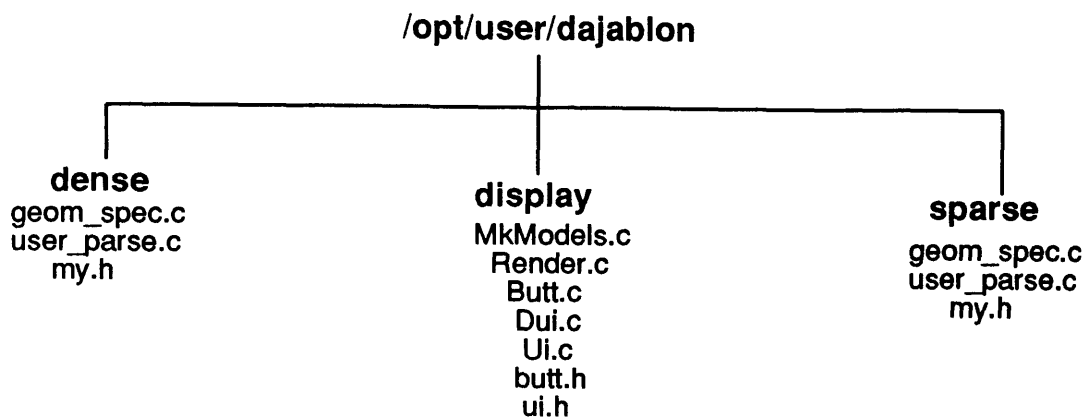 /opt/user/dajablon
dense
geom_spec.c
user_parse.c
my.h
display
MkModels.c
Render.c
Butt.c
Dui.c
Ui.c
butt.h
ui.h
sparse
geom_spec.c
user_parse.c
my.h